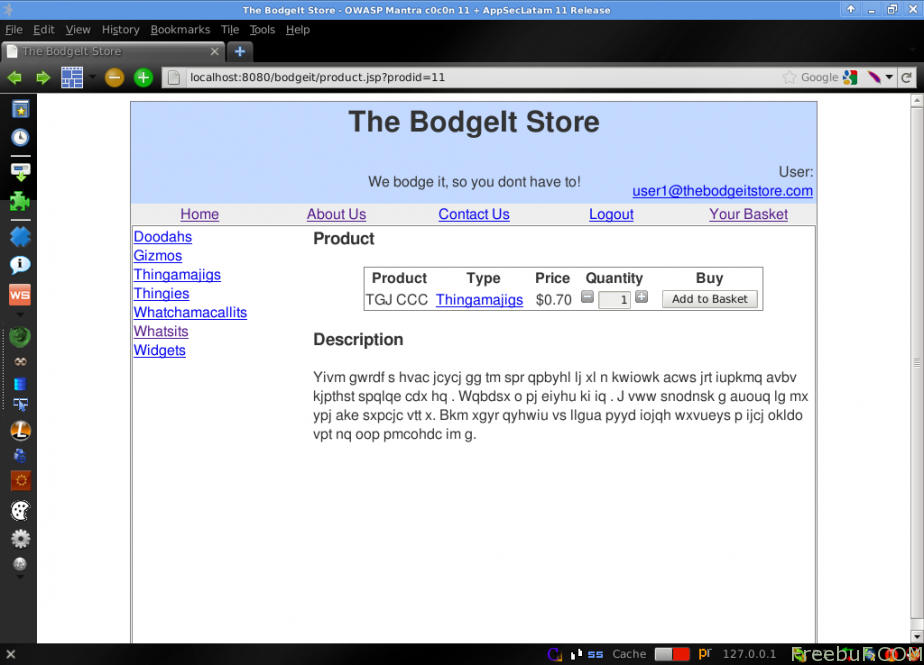 The BodgeIt Store - OWASP Mantra c0c0n 11 + AppSecLatam 11 Release
File Edit View History Bookmarks Tile Tools Help
The BodgeIt Store
localhost:8080/bodgeit/product.jsp?prodid=11
Google
The BodgeIt Store
We bodge it, so you dont have to!
User:
user1@thebodgeitstore.com
Home About Us Contact Us Logout Your Basket
Doodahs
Gizmos
Thingamajigs
Thingies
Whatchamacallits
Whatsits
Widgets
Product
Product Type Price Quantity Buy
TGJ CCC Thingamajigs $0.70 1 Add to Basket
Description
Yivm gwrdf s hvac jcycj gg tm spr qpbyhl lj xl n kwiowk acws jrt iupkmq avbv
kjpthst spqlqe cdx hq . Wqbdsx o pj eiyhu ki iq . J vww snodnsk g auouq lg mx
ypj ake sxpcjc vtt x. Bkm xgyr qyhwiu vs llgua pyyd iojqh wxvueys p ijcj okldo
vpt nq oop pmcohdc im g.
WS
L
ss Cache pr 127.0.0.1
FreebuF.COM